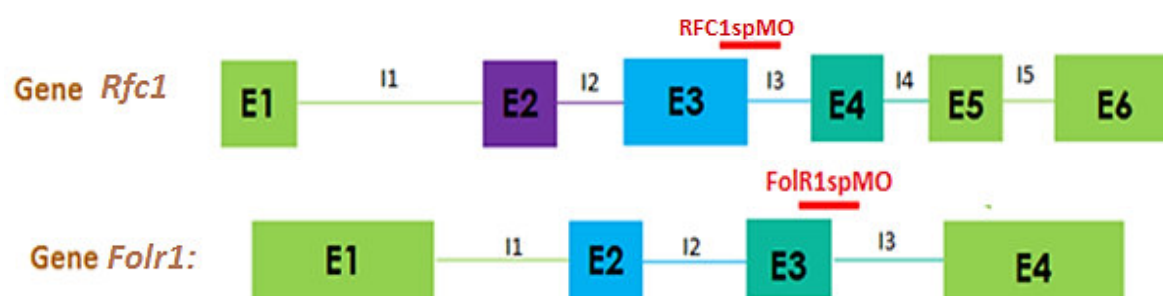 RFC1spMO
Gene Rfc1 E1 I1 E2 I2 E3 I3 E4 I4 E5 I5 E6
FolR1spMO
Gene Folr1: E1 I1 E2 I2 E3 I3 E4